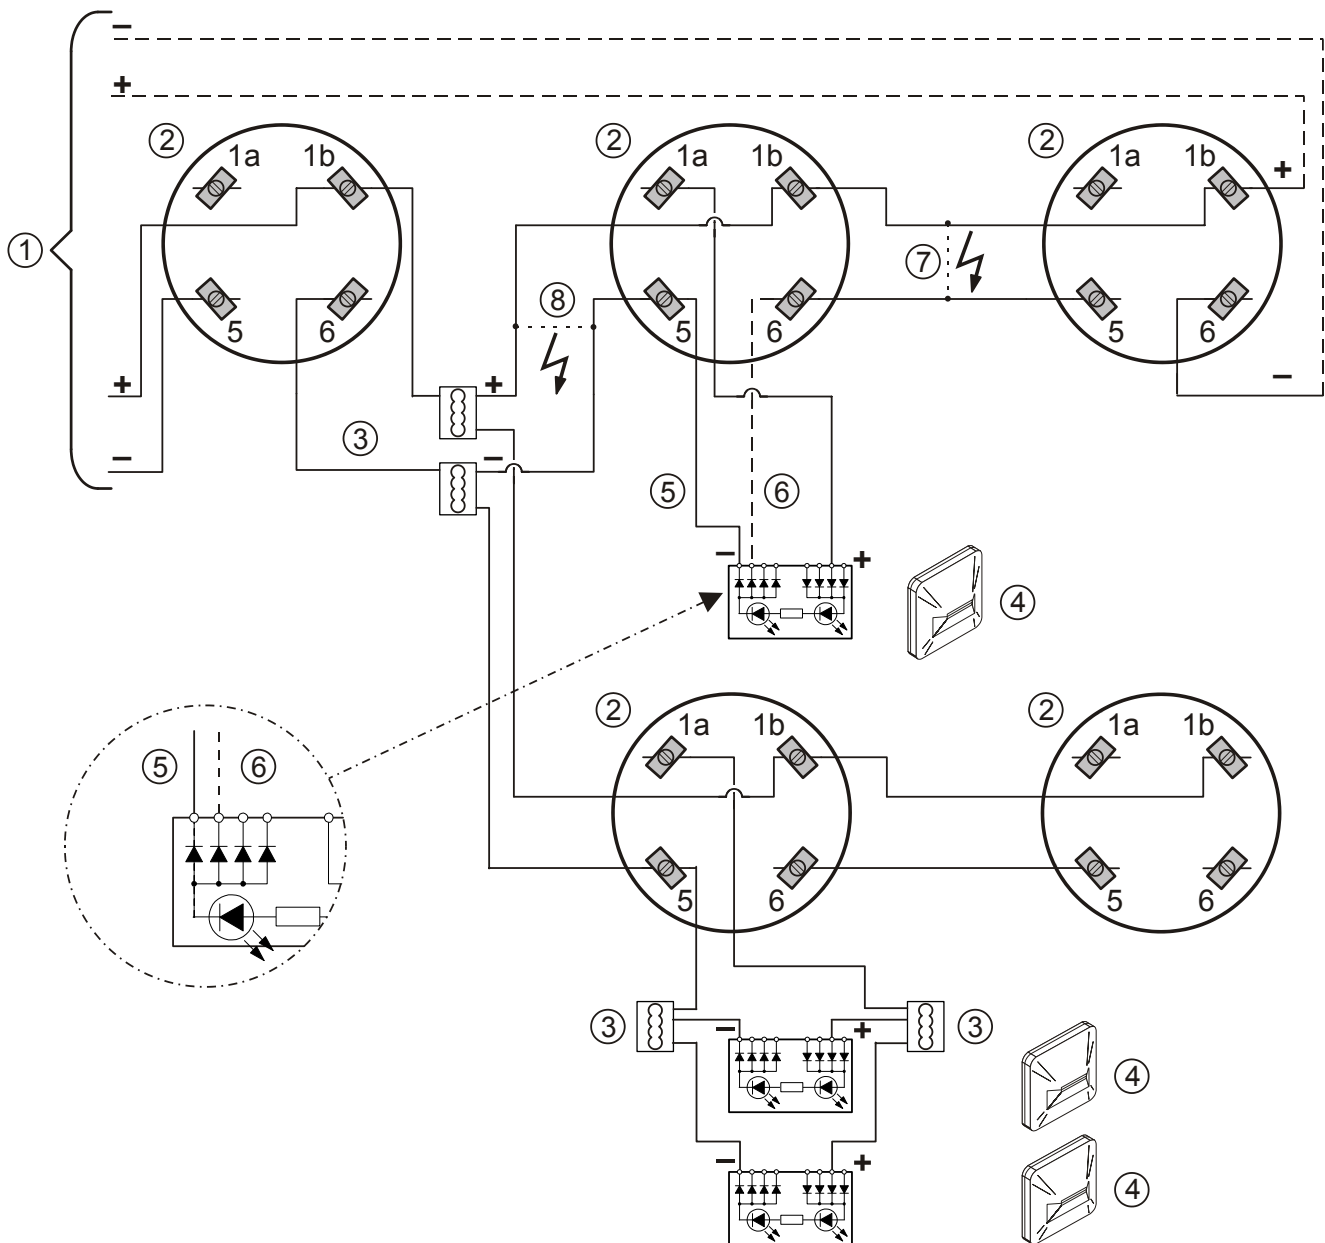 −
+
② 1a 1b ② 1a 1b ② 1a 1b +
①
⑦
5 6 ⑧ 5 6 5 6
+ + −
③
− −
⑤ ⑥
− +
④
② 1a 1b ② 1a 1b
⑤ ⑥
5 6 5 6
③ − + ③
④
− +
④